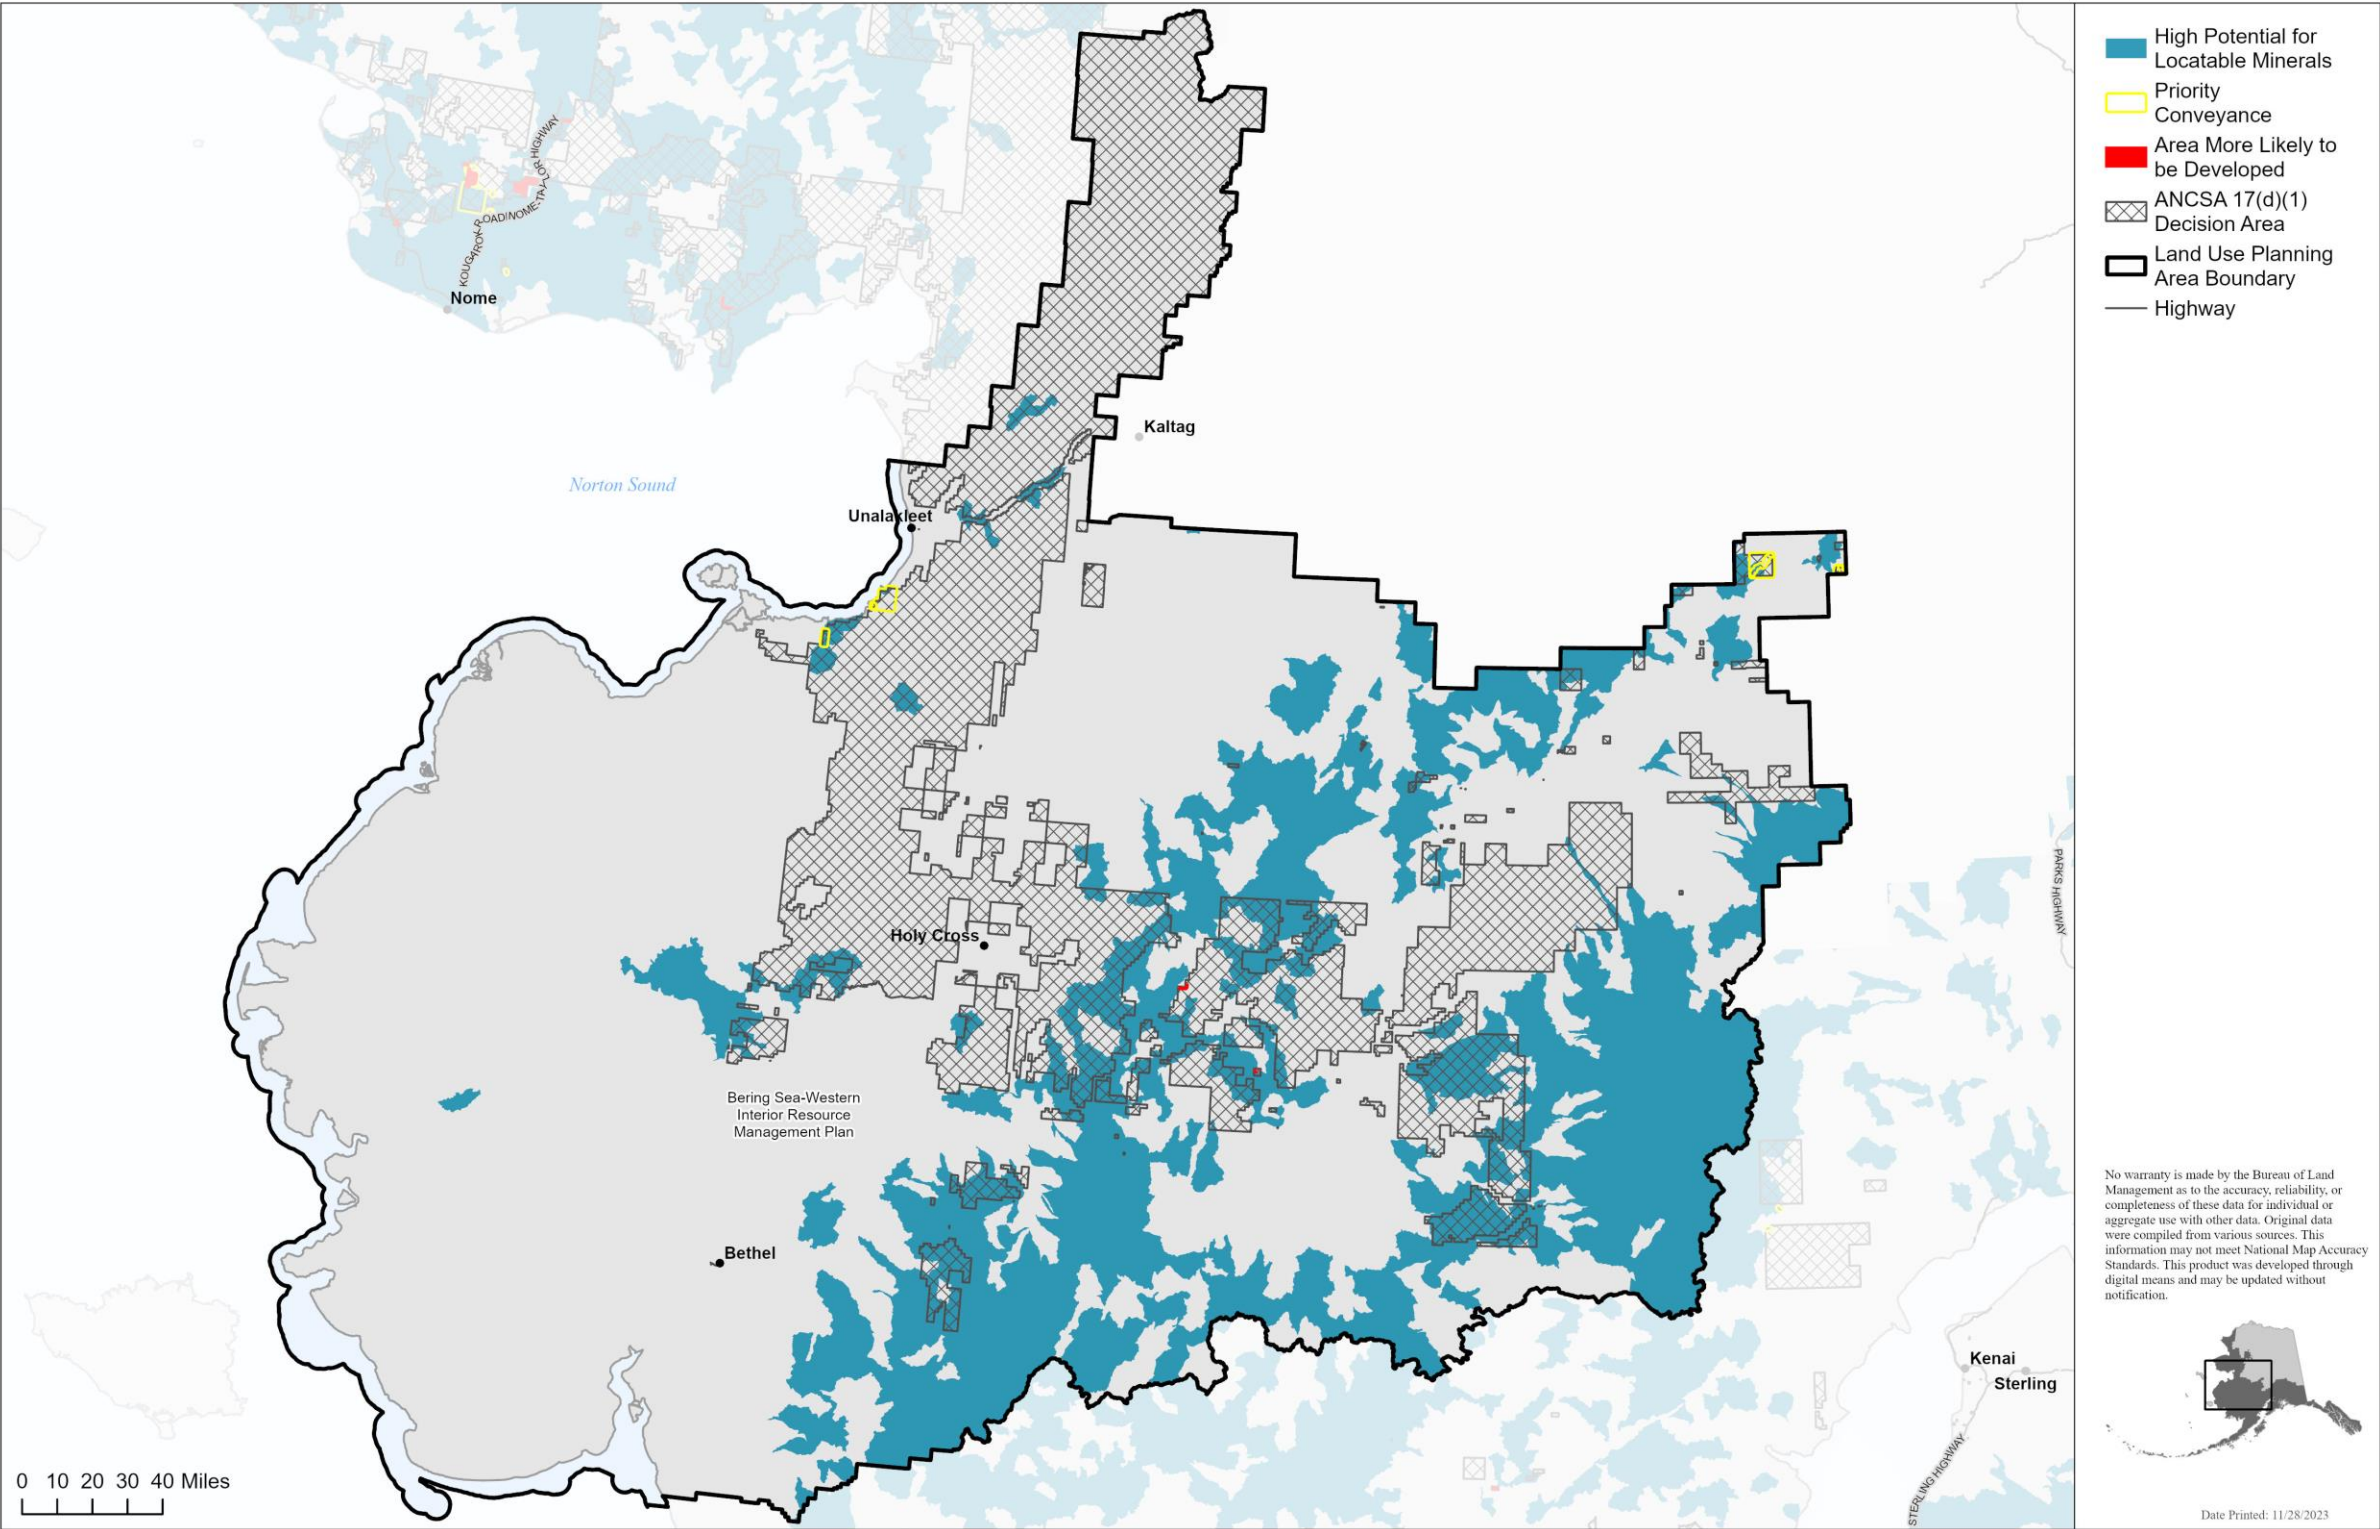 High Potential for
Locatable Minerals
Priority
Conveyance
Area More Likely to
be Developed
ANCSA 17(d)(1)
Decision Area
Land Use Planning
Area Boundary
Highway
KOUGAROK ROAD/NOME-TAYLOR HIGHWAY
Nome
Kaltag
Norton Sound
Unalakleet
PARKS HIGHWAY
Holy Cross
Bering Sea-Western
Interior Resource
Management Plan
Bethel
Kenai
Sterling
STERLING HIGHWAY
0 10 20 30 40 Miles
No warranty is made by the Bureau of Land
Management as to the accuracy, reliability, or
completeness of these data for individual or
aggregate use with other data. Original data
were compiled from various sources. This
information may not meet National Map Accuracy
Standards. This product was developed through
digital means and may be updated without
notification.
Date Printed: 11/28/2023